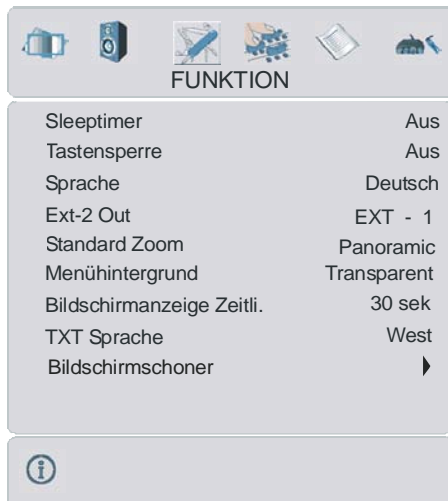 FUNKTION
Sleeptimer Aus
Tastensperre Aus
Sprache Deutsch
Ext-2 Out EXT - 1
Standard Zoom Panoramic
Menühintergrund Transparent
Bildschirmanzeige Zeitli. 30 sek
TXT Sprache West
Bildschirmschoner